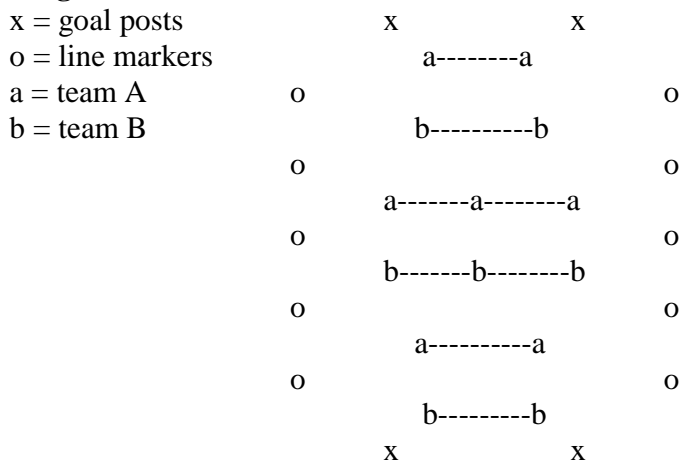 x = goal posts x x
o = line markers a--------a
a = team A o o
b = team B b----------b
o o
a-------a--------a
o o
b-------b--------b
o o
a----------a
o o
b---------b
x x